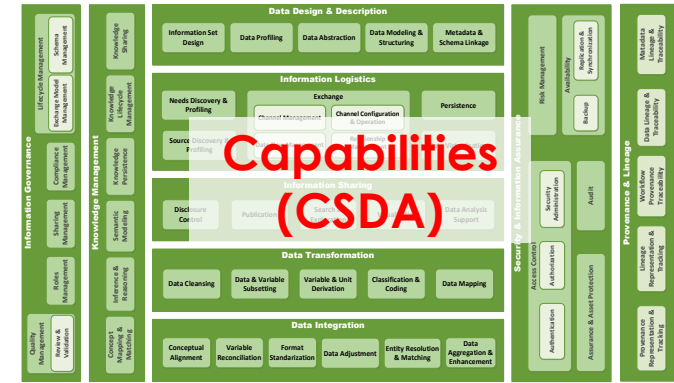 Information Governance
Lifecycle Management
Schema
Management
Exchange Model
Management
Compliance
Management
Sharing
Management
Roles
Management
Quality
Management
Review &
Validation
Knowledge Management
Knowledge
Sharing
Knowledge
Lifecycle
Management
Knowledge
Persistence
Semantic
Modeling
Inference &
Reasoning
Concept
Mapping &
Matching
Data Design & Description
Information Set
Design
Data Profiling
Data Abstraction
Data Modeling &
Structuring
Metadata &
Schema Linkage
Information Logistics
Needs Discovery &
Profiling
Exchange
Channel Management
Channel Configuration
& Operation
Persistence
Source Discovery &
Profiling
Capabilities
(CSDA)
Information Sharing
Disclosure
Control
Publication
Search
Data Analysis
Support
Data Transformation
Data Cleansing
Data & Variable
Subsetting
Variable & Unit
Derivation
Classification &
Coding
Data Mapping
Data Integration
Conceptual
Alignment
Variable
Reconciliation
Format
Standarization
Data Adjustment
Entity Resolution
& Matching
Data
Aggregation &
Enhancement
Security & Information Assurance
Risk Management
Availability
Replication &
Synchronization
Backup
Access Control
Security
Administration
Authorisation
Authentication
Audit
Assurance & Asset Protection
Provenance & Lineage
Metadata
Lineage &
Traceability
Data Lineage &
Traceability
Workflow
Provenance
Traceability
Lineage
Representation &
Tracking
Provenance
Representation &
Tracking